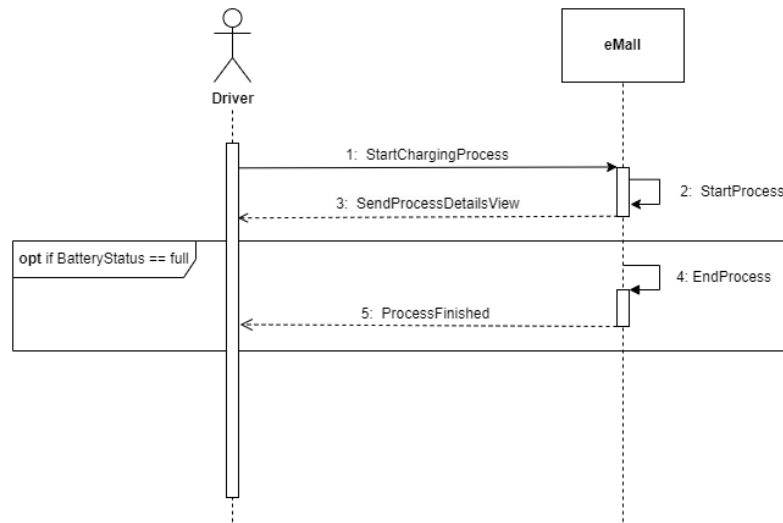 eMall
Driver
1: StartChargingProcess
2: StartProcess
3: SendProcessDetailsView
opt if BatteryStatus == full
4: EndProcess
5: ProcessFinished